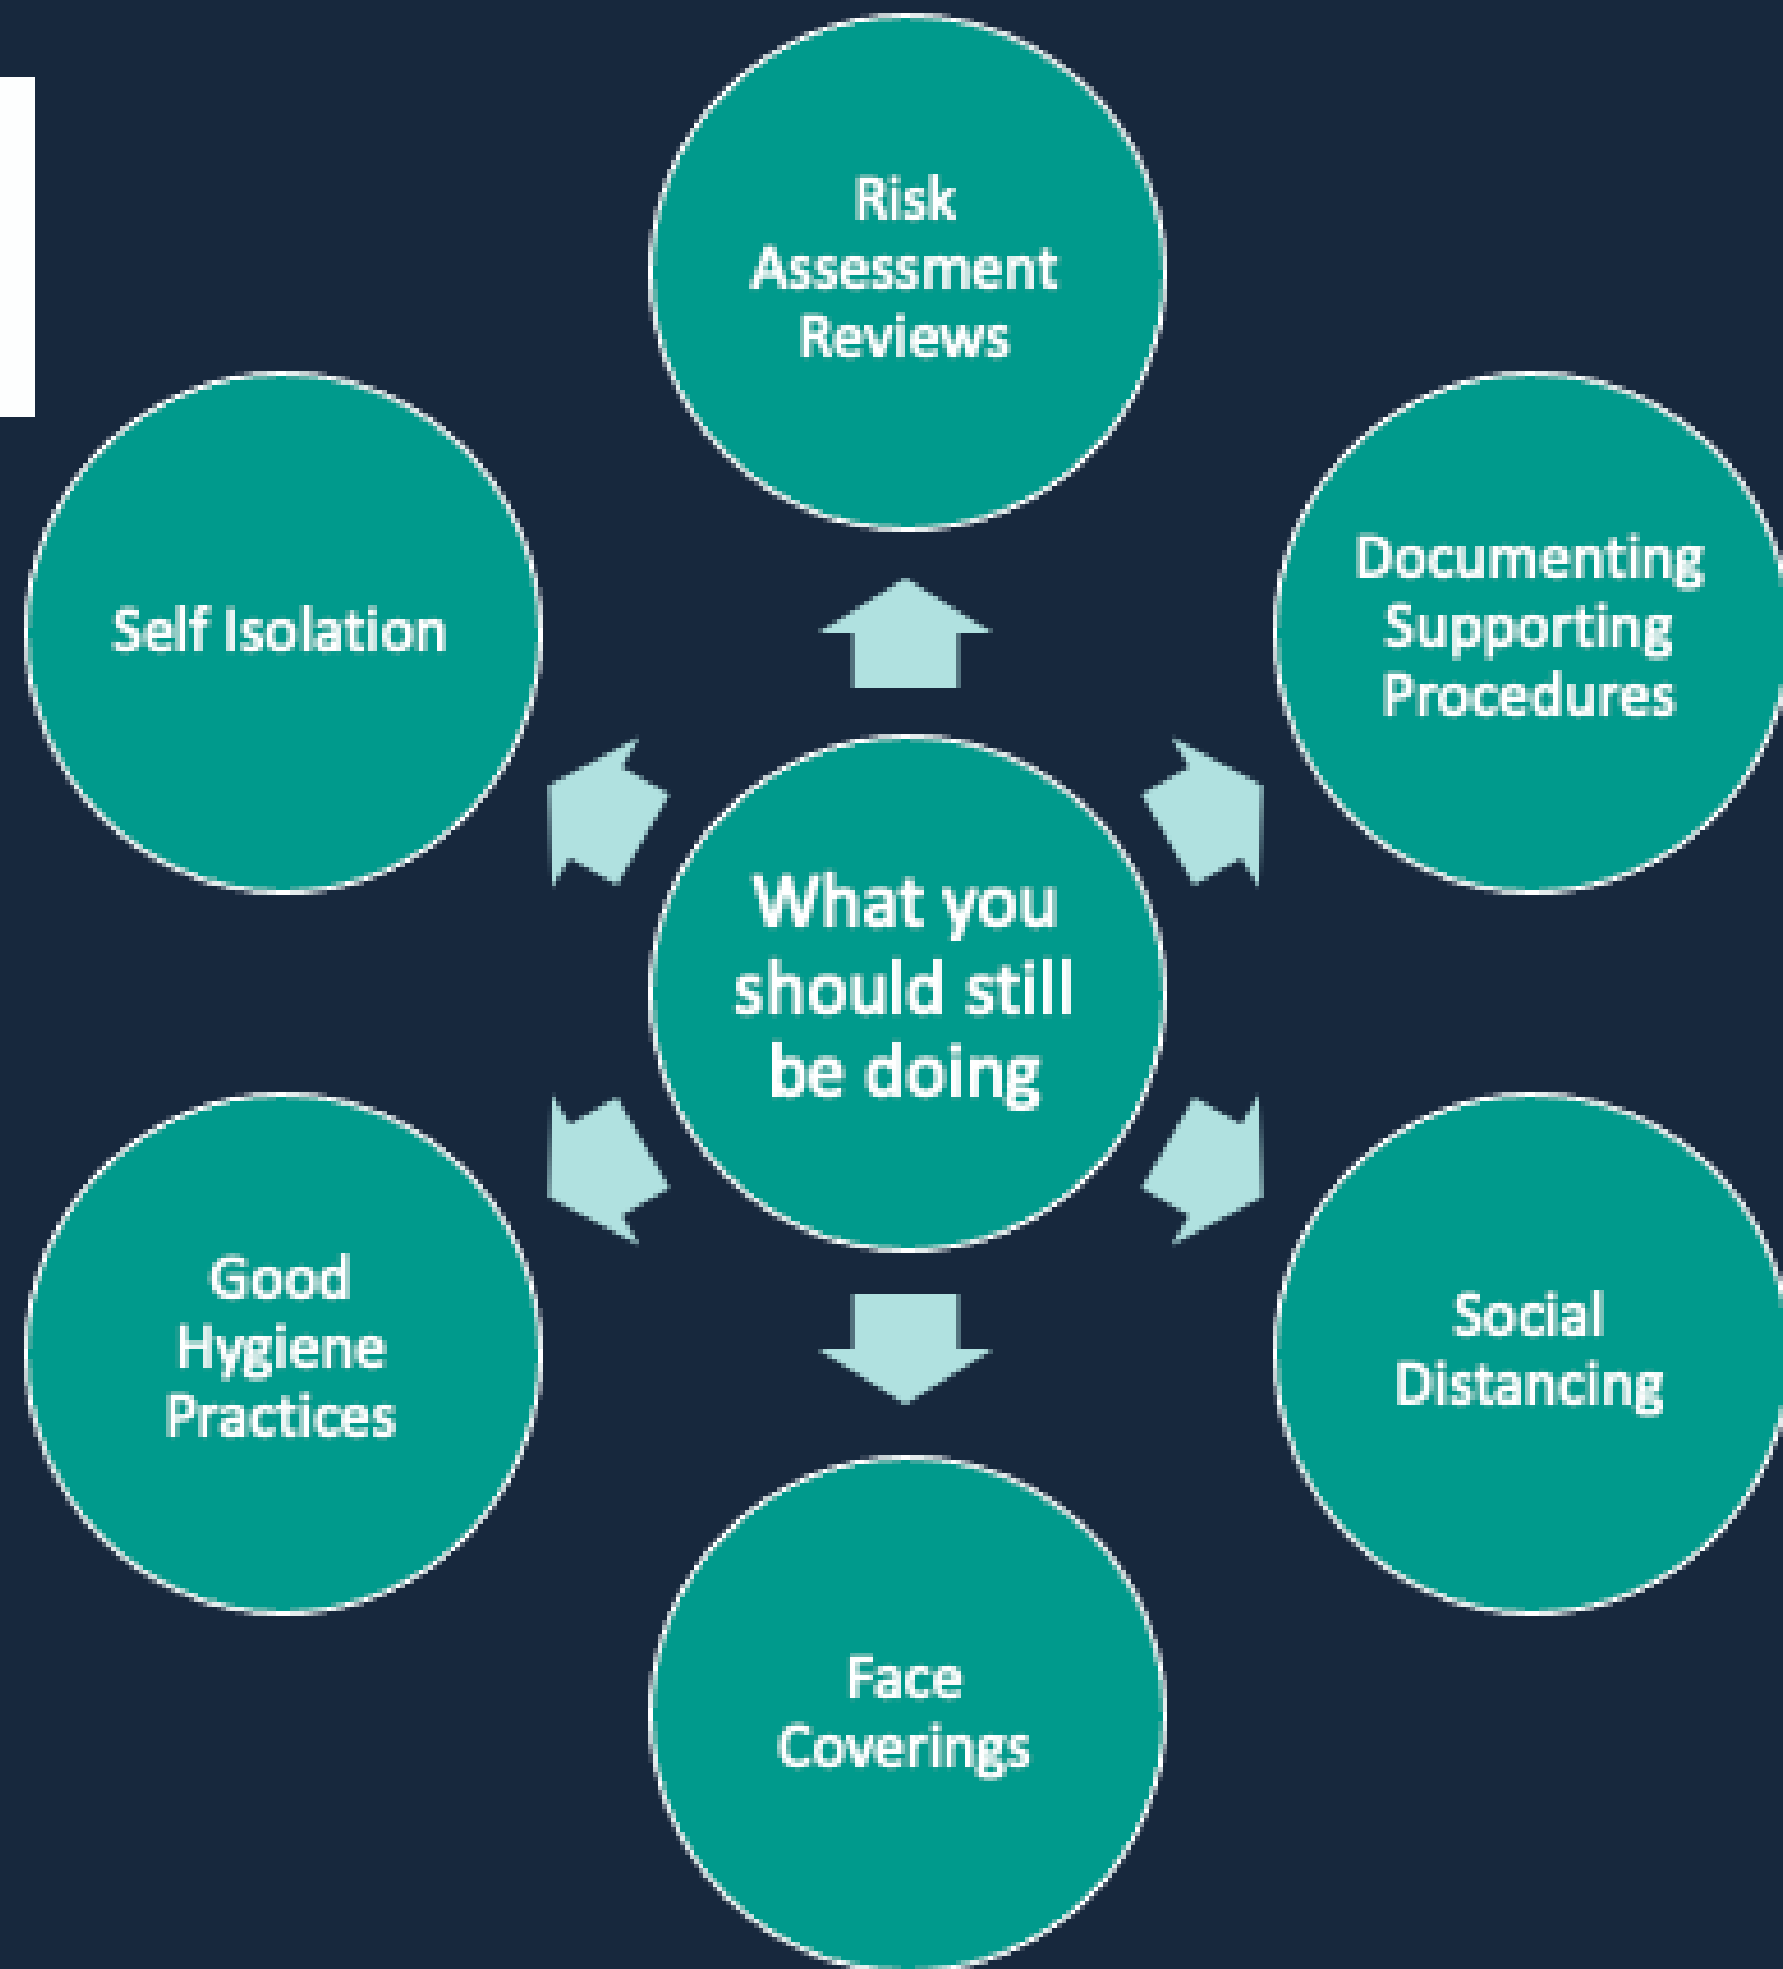 Risk
Assessment
Reviews
Documenting
Supporting
Procedures
Self Isolation
What you
should still
be doing
Good
Hygiene
Practices
Social
Distancing
Face
Coverings